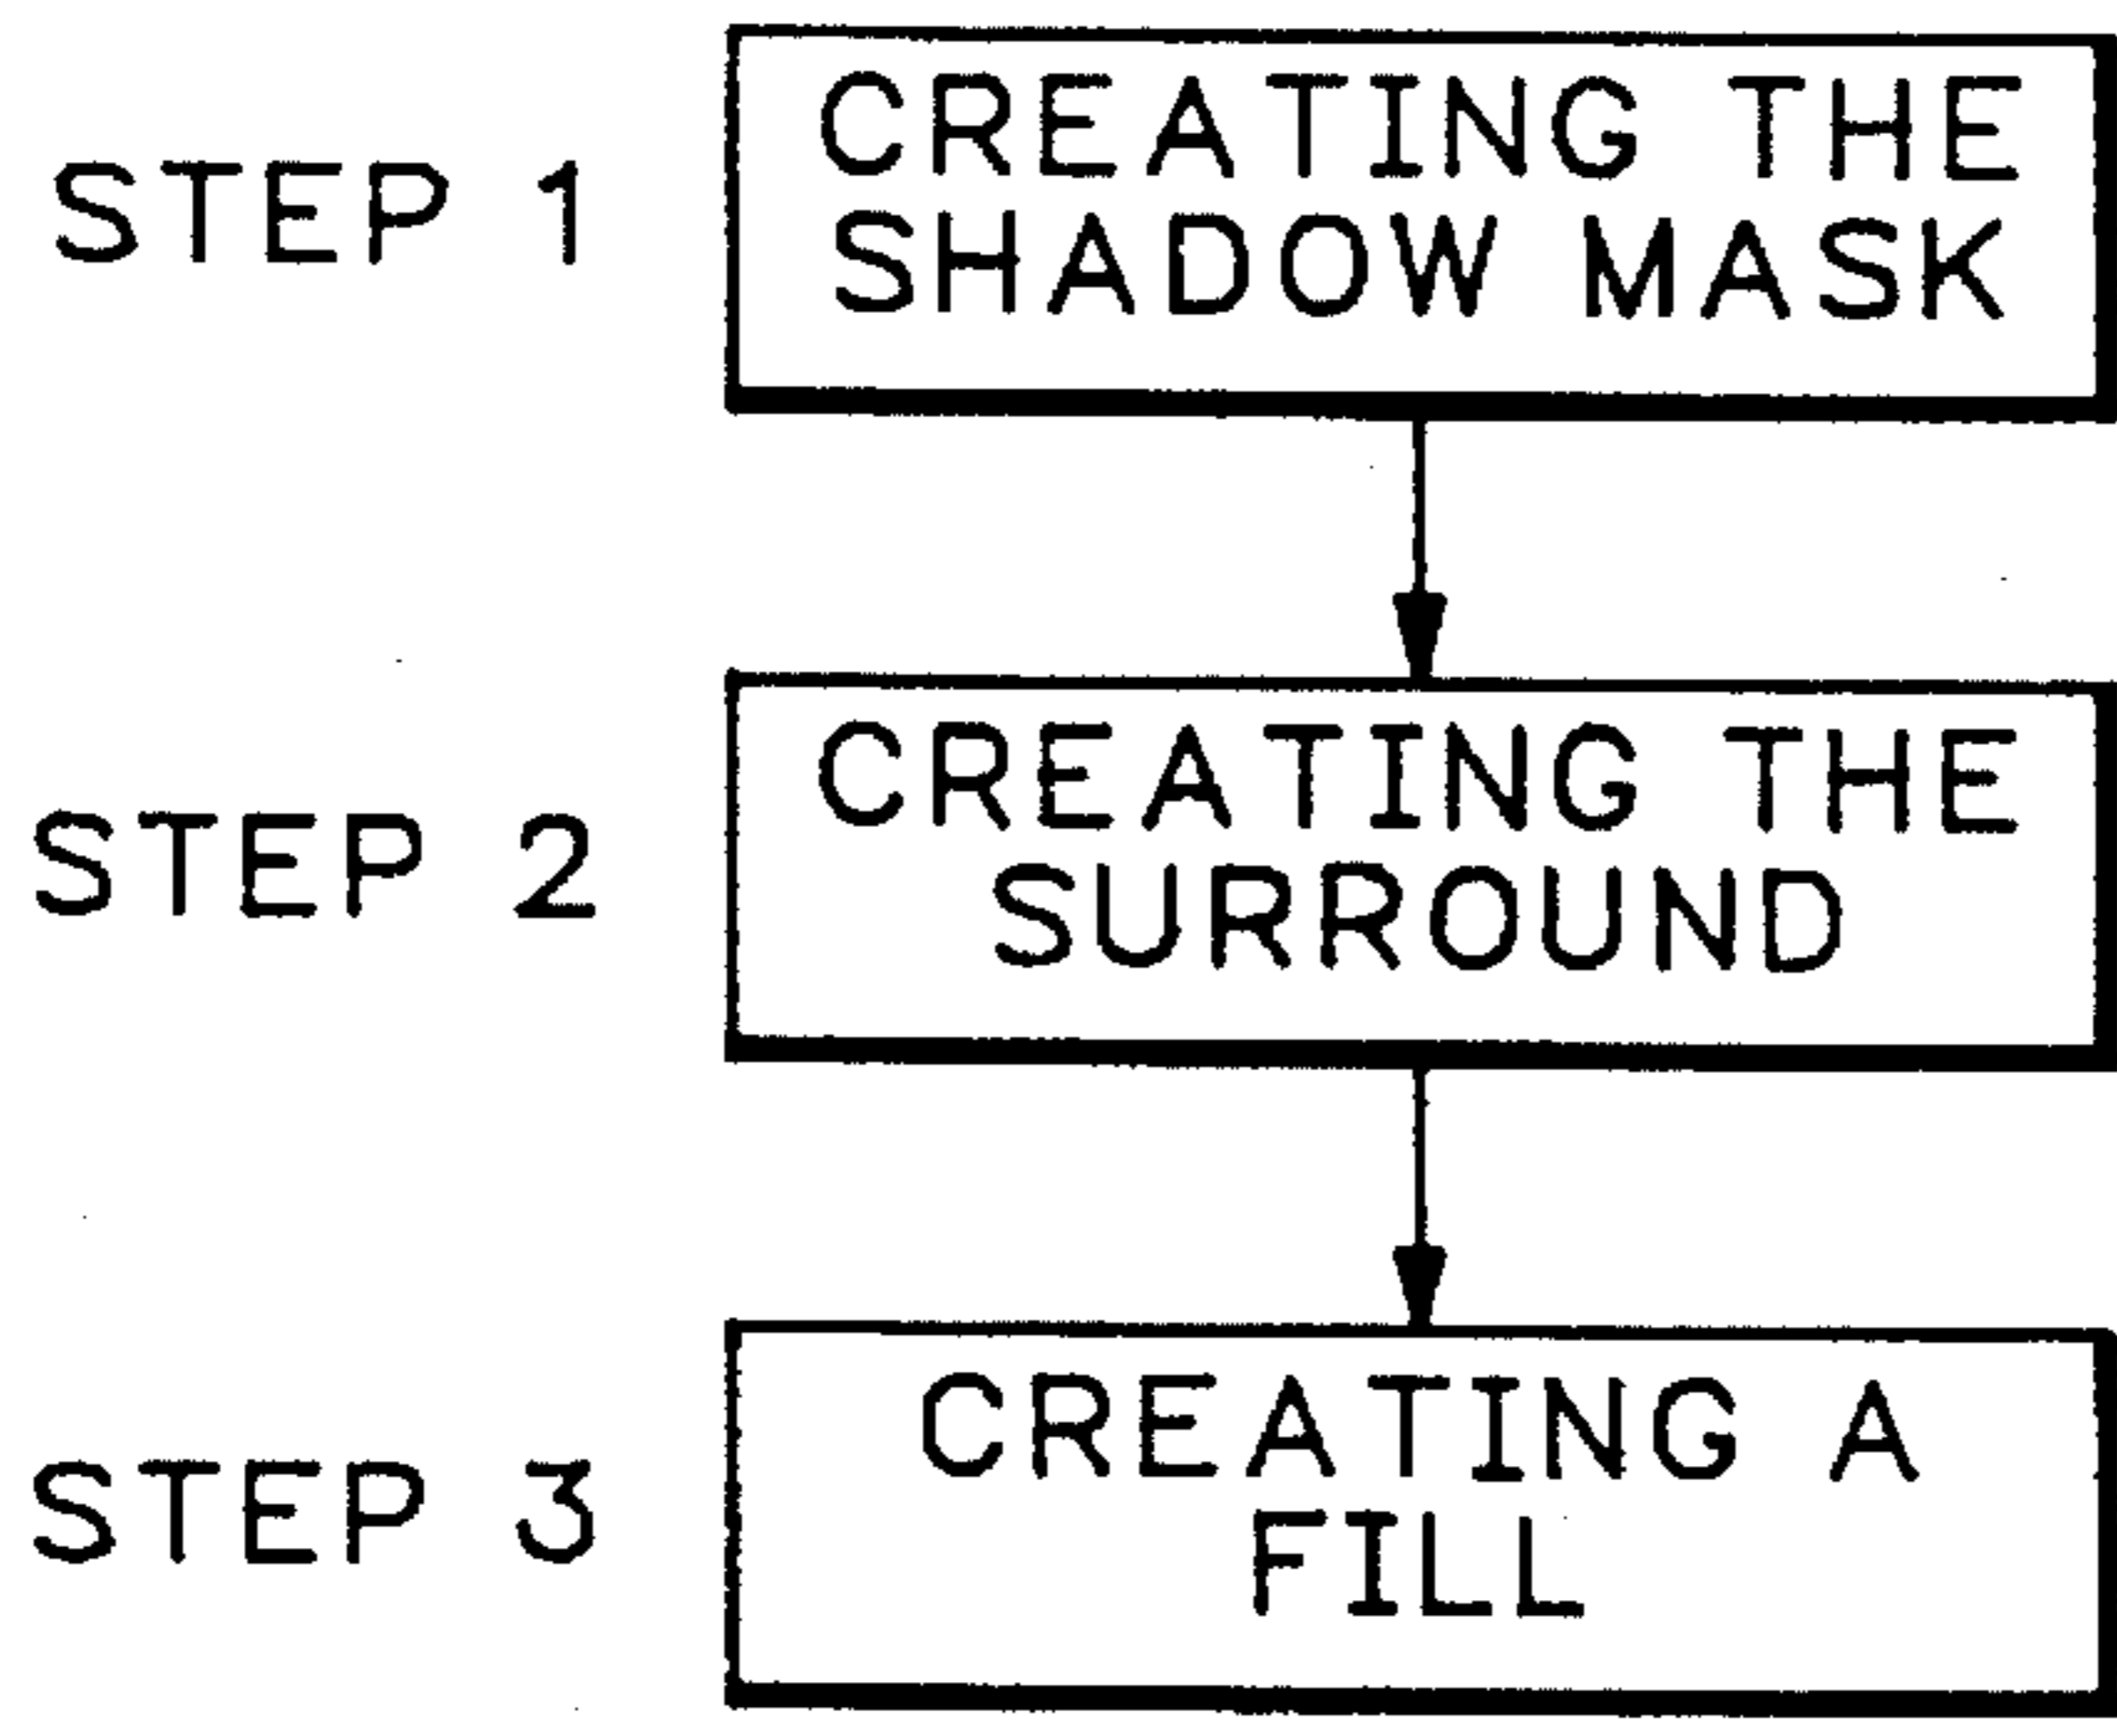 STEP 1
CREATING THE
SHADOW MASK
STEP 2
CREATING THE
SURROUND
STEP 3
CREATING A
FILL